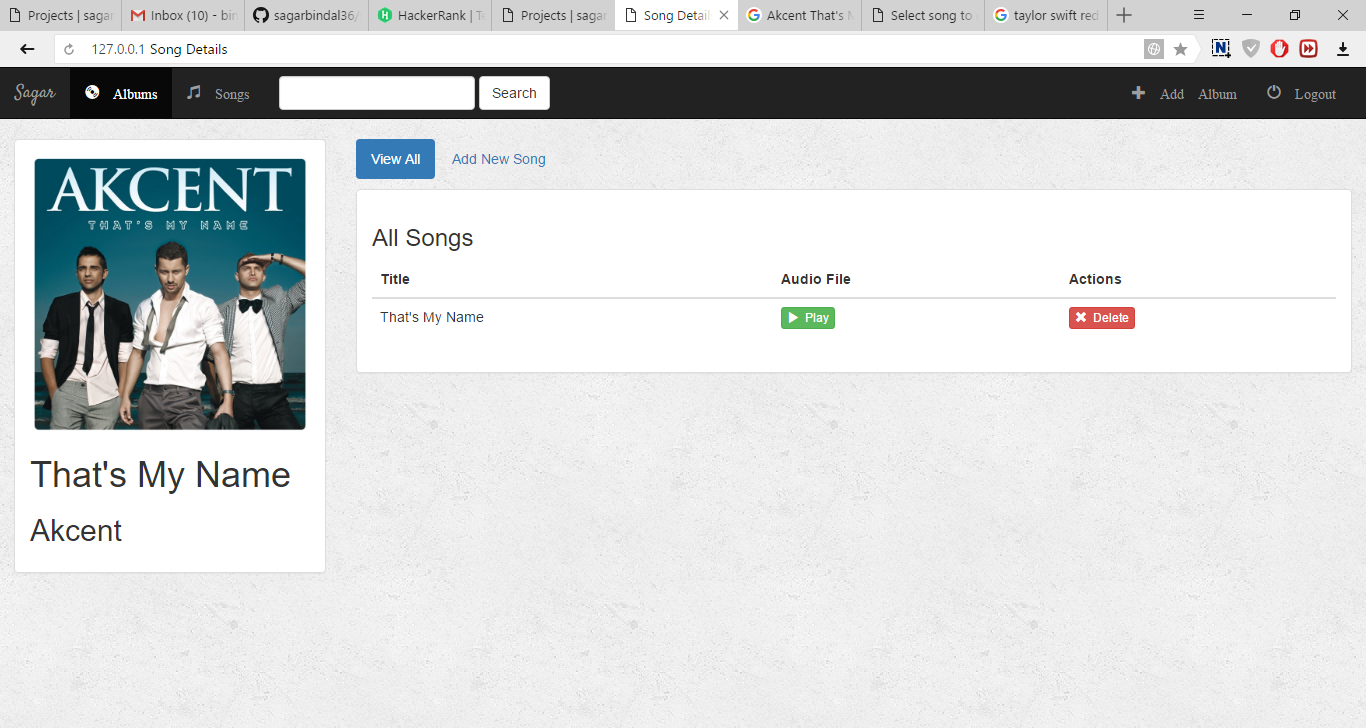 Projects | sagar Inbox (10) - bin sagarbindal36/ HackerRank | Te Projects | sagar Song Detail Akcent That's M Select song to taylor swift red
127.0.0.1 Song Details
Sagar Albums Songs Search Add Album Logout
AKCENT
THAT'S MY NAME
That's My Name
Akcent
View All Add New Song
All Songs
Title Audio File Actions
That's My Name Play Delete